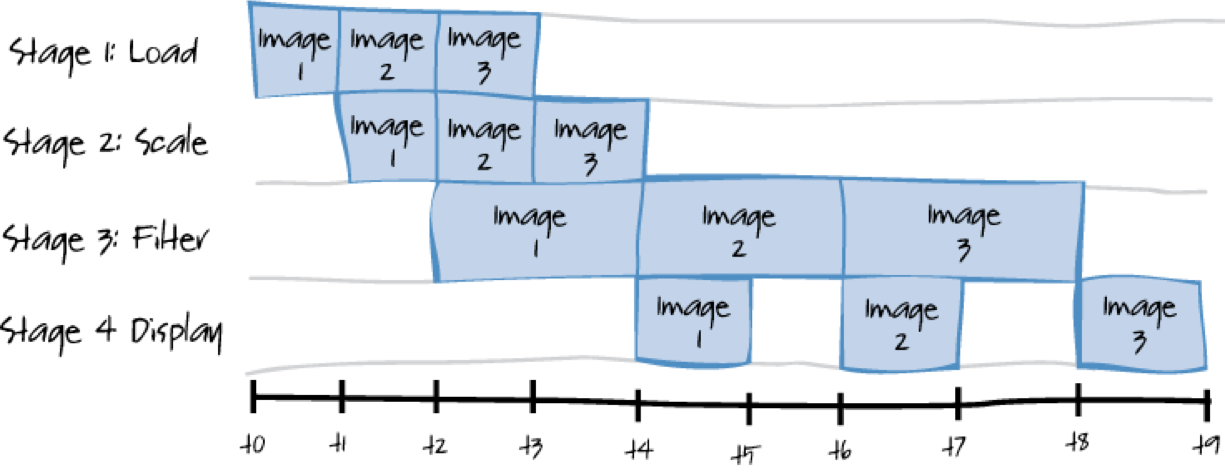 Stage 1: Load
Image 1
Image 2
Image 3
Stage 2: Scale
Image 1
Image 2
Image 3
Stage 3: Filter
Image 1
Image 2
Image 3
Stage 4 Display
Image 1
Image 2
Image 3
t0 t1 t2 t3 t4 t5 t6 t7 t8 t9